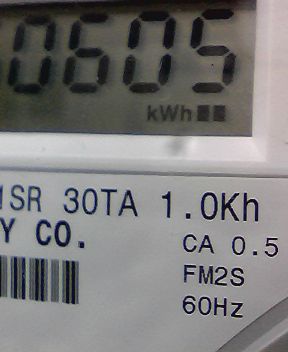 0605
kWh
SR 30TA 1.0Kh
Y CO.
CA 0.5
FM2S
60Hz